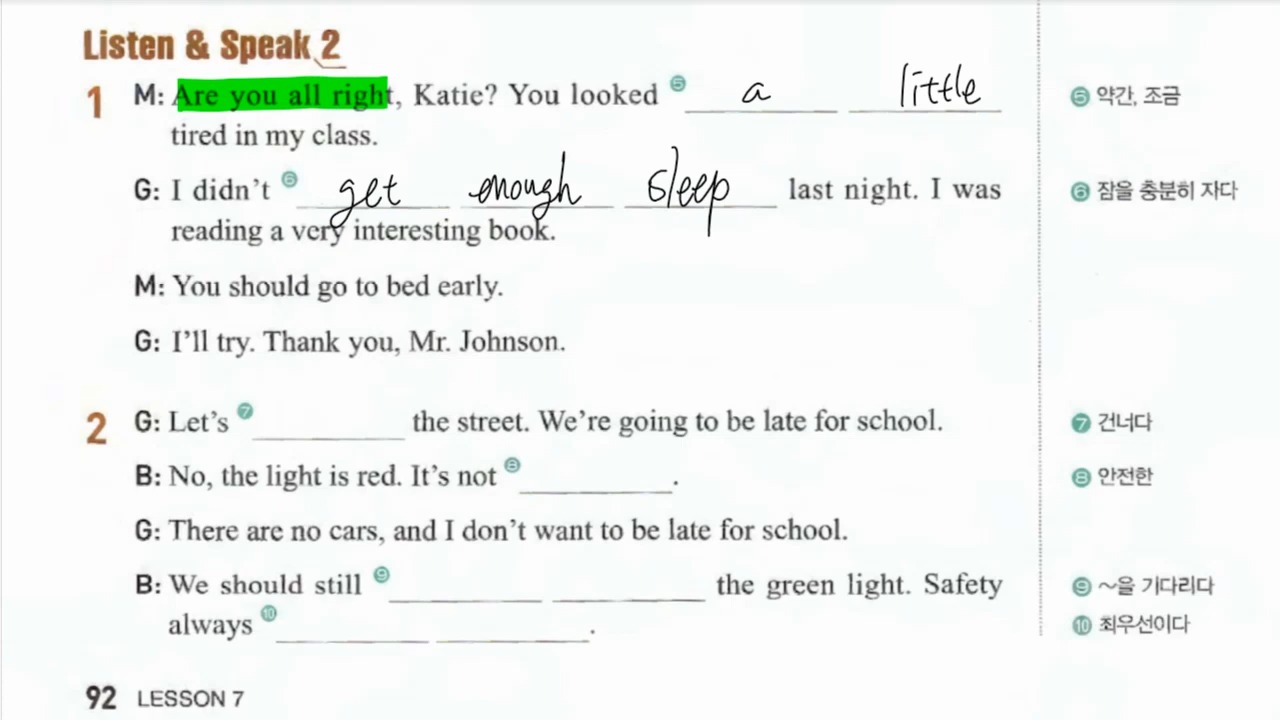 Listen & Speak 2
1 M: Are you all right, Katie? You looked ⑤ a little ⑤ 약간, 조금
tired in my class.
G: I didn't ⑥ get enough sleep last night. I was ⑥ 잠을 충분히 자다
reading a very interesting book.
M: You should go to bed early.
G: I'll try. Thank you, Mr. Johnson.
2 G: Let's ⑦ ________ the street. We're going to be late for school. ⑦ 건너다
B: No, the light is red. It's not ⑧ ________. ⑧ 안전한
G: There are no cars, and I don't want to be late for school.
B: We should still ⑨ ________ ________ the green light. Safety ⑨ ~을 기다리다
always ⑩ ________ ________. ⑩ 최우선이다
92 LESSON 7